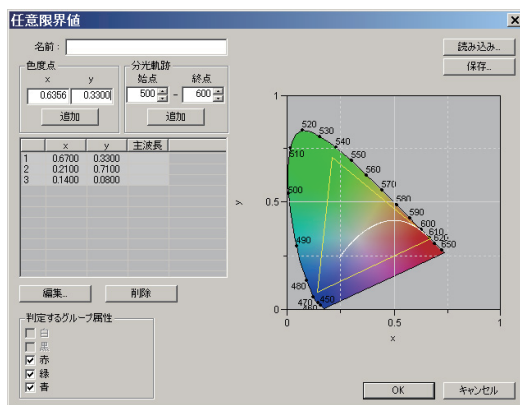 任意限界値
名前：
読み込み...
保存...
色度点
x y
0.6356 0.3300
追加
分光軌跡
始点 終点
500 - 600
追加
x y 主波長
1 0.6700 0.3300
2 0.2100 0.7100
3 0.1400 0.0800
編集... 削除
判定するグループ属性
白
黒
赤
緑
青
1
0.5
0
y
0 0.5 1
x
520
530
540
510
550
560
570
500
580
590
600
610
620
650
490
480
470
450
460
OK キャンセル